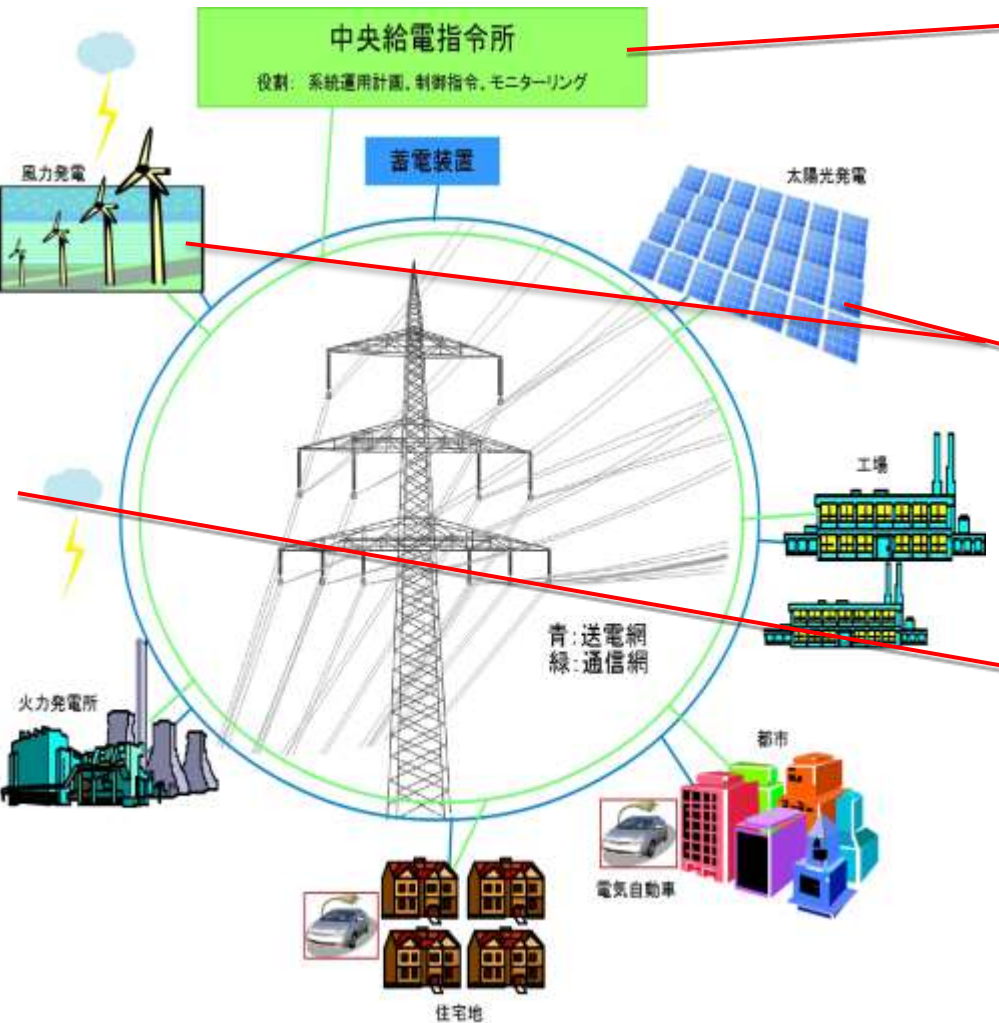 中央給電指令所
役割： 系統運用計画、制御指令、モニターリング
蓄電装置
風力発電
太陽光発電
工場
青：送電網
緑：通信網
火力発電所
都市
電気自動車
住宅地